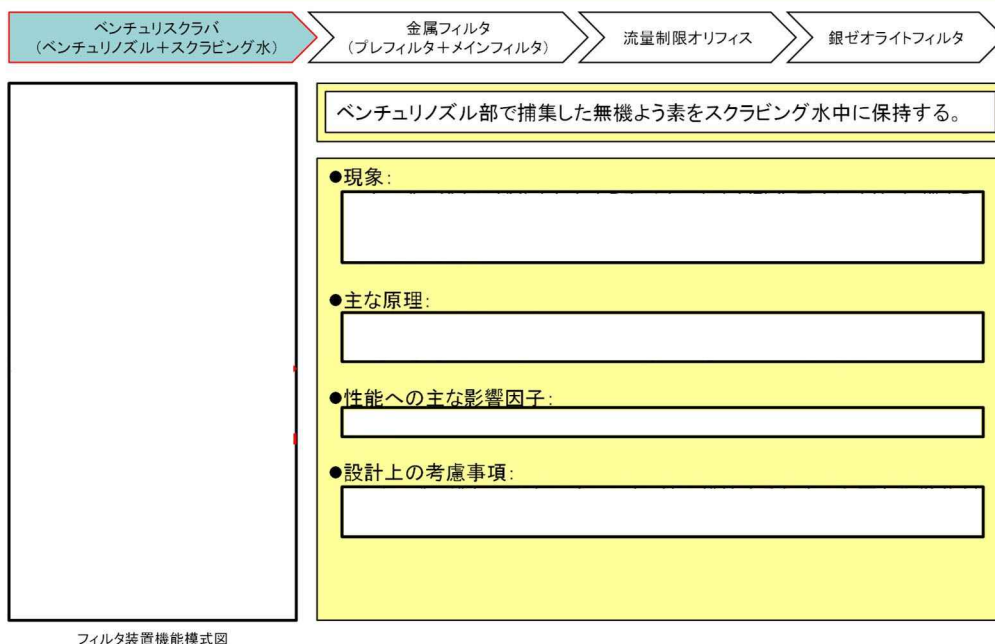 ベンチュリスクラバ
(ベンチュリノズル+スクラビング水)
金属フィルタ
(プレフィルタ+メインフィルタ)
流量制限オリフィス
銀ゼオライトフィルタ
ベンチュリノズル部で捕集した無機よう素をスクラビング水中に保持する。
●現象:
●主な原理:
●性能への主な影響因子:
●設計上の考慮事項:
フィルタ装置機能模式図